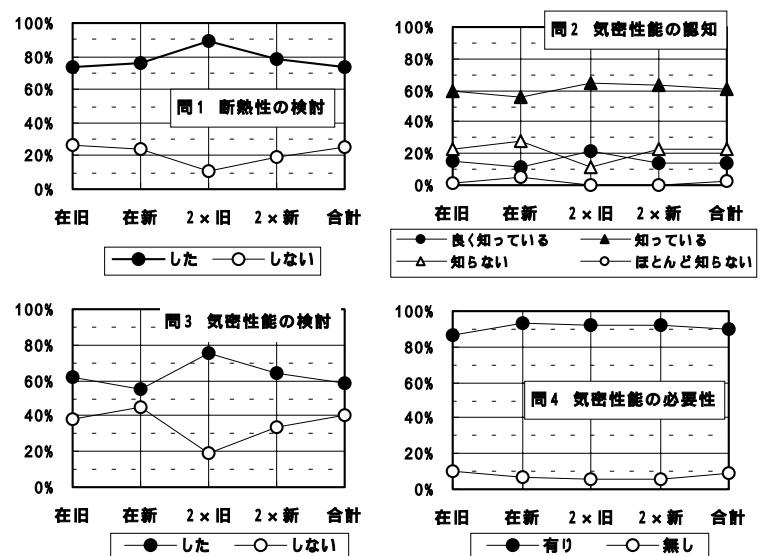 100%
80%
60%
40%
20%
0%
問1 断熱性の検討
在旧 在新 2×旧 2×新 合計
した しない
100%
80%
60%
40%
20%
0%
問2 気密性能の認知
在旧 在新 2×旧 2×新 合計
良く知っている 知っている
知らない ほとんど知らない
100%
80%
60%
40%
20%
0%
問3 気密性能の検討
在旧 在新 2×旧 2×新 合計
した しない
100%
80%
60%
40%
20%
0%
問4 気密性能の必要性
在旧 在新 2×旧 2×新 合計
有り 無し